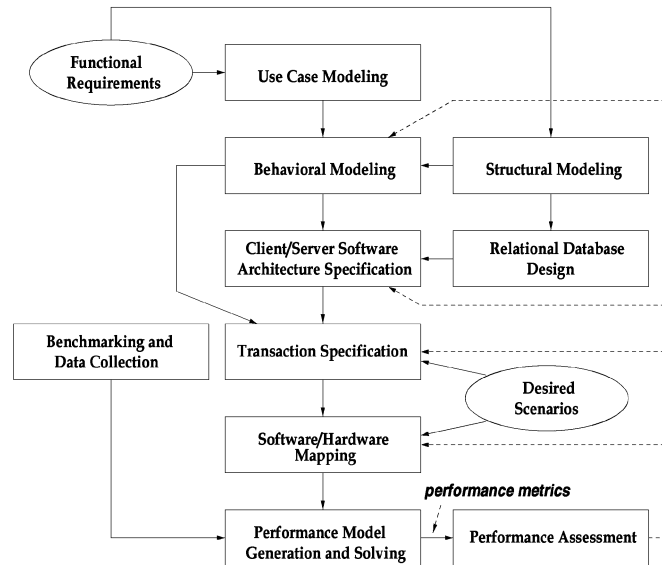 Functional
Requirements
Use Case Modeling
Behavioral Modeling
Structural Modeling
Client/Server Software
Architecture Specification
Relational Database
Design
Benchmarking and
Data Collection
Transaction Specification
Desired
Scenarios
Software/Hardware
Mapping
performance metrics
Performance Model
Generation and Solving
Performance Assessment